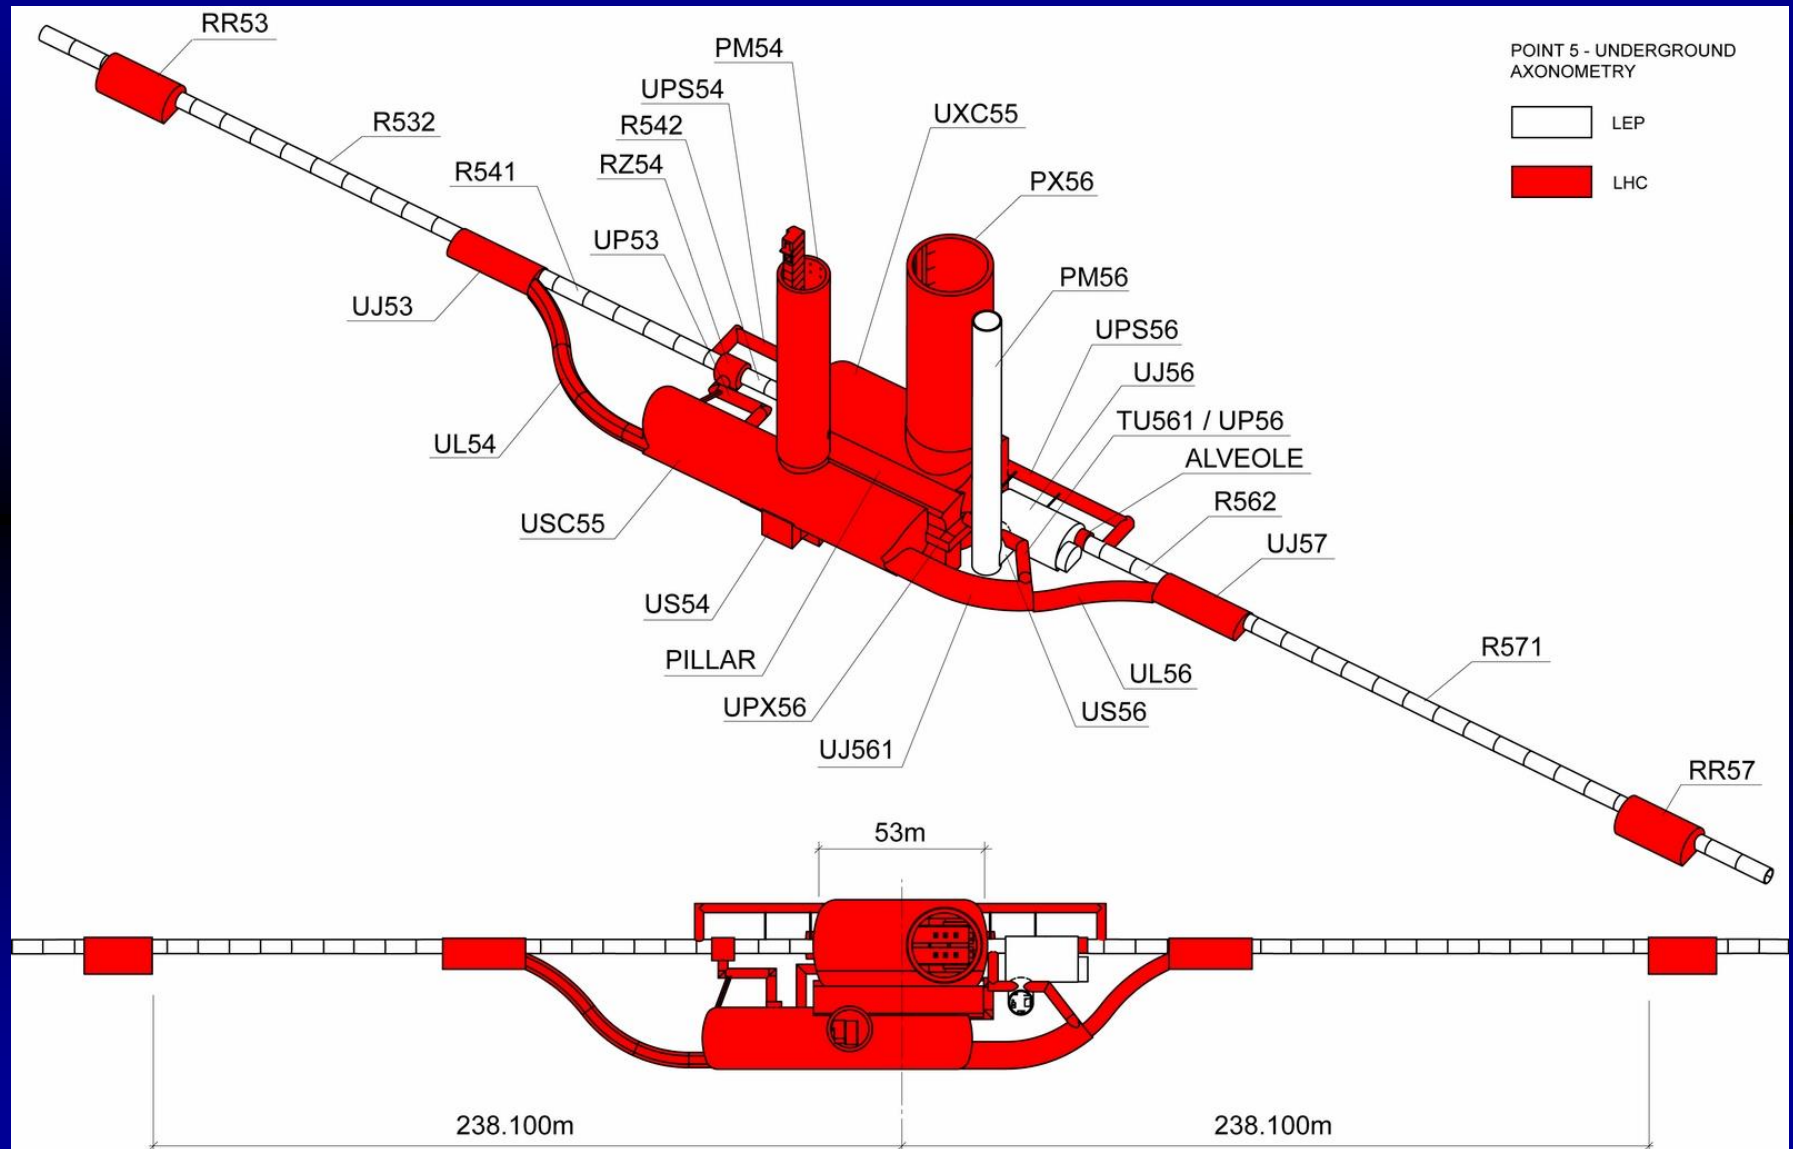 RR53
PM54
POINT 5 - UNDERGROUND
AXONOMETRY
UPS54
UXC55
R532
R542
LEP
R541
RZ54
PX56
LHC
UP53
PM56
UJ53
UPS56
UJ56
TU561 / UP56
UL54
ALVEOLE
R562
USC55
UJ57
US54
R571
PILLAR
UL56
UPX56
US56
UJ561
RR57
53m
238.100m
238.100m